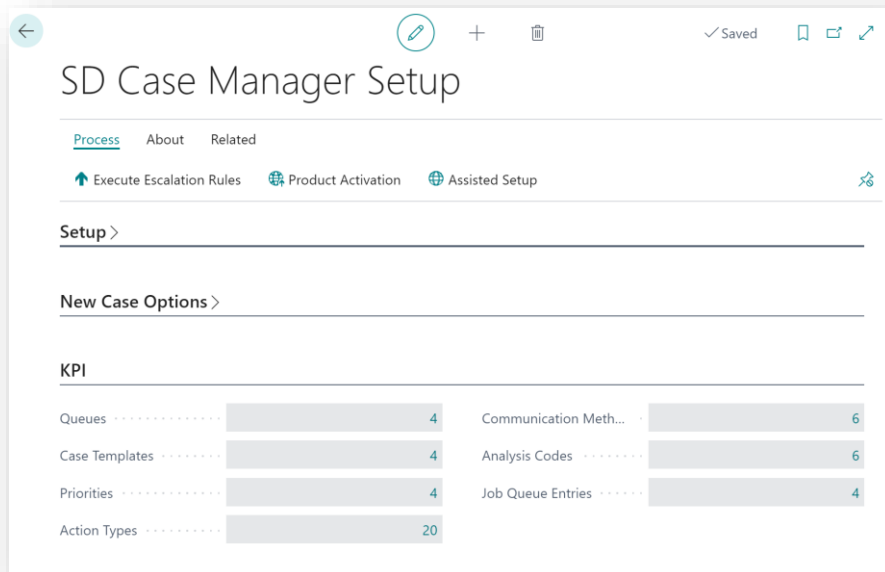 Saved
SD Case Manager Setup
Process About Related
Execute Escalation Rules Product Activation Assisted Setup
Setup
New Case Options
KPI
Queues 4
Communication Meth... 6
Case Templates 4
Analysis Codes 6
Priorities 4
Job Queue Entries 4
Action Types 20